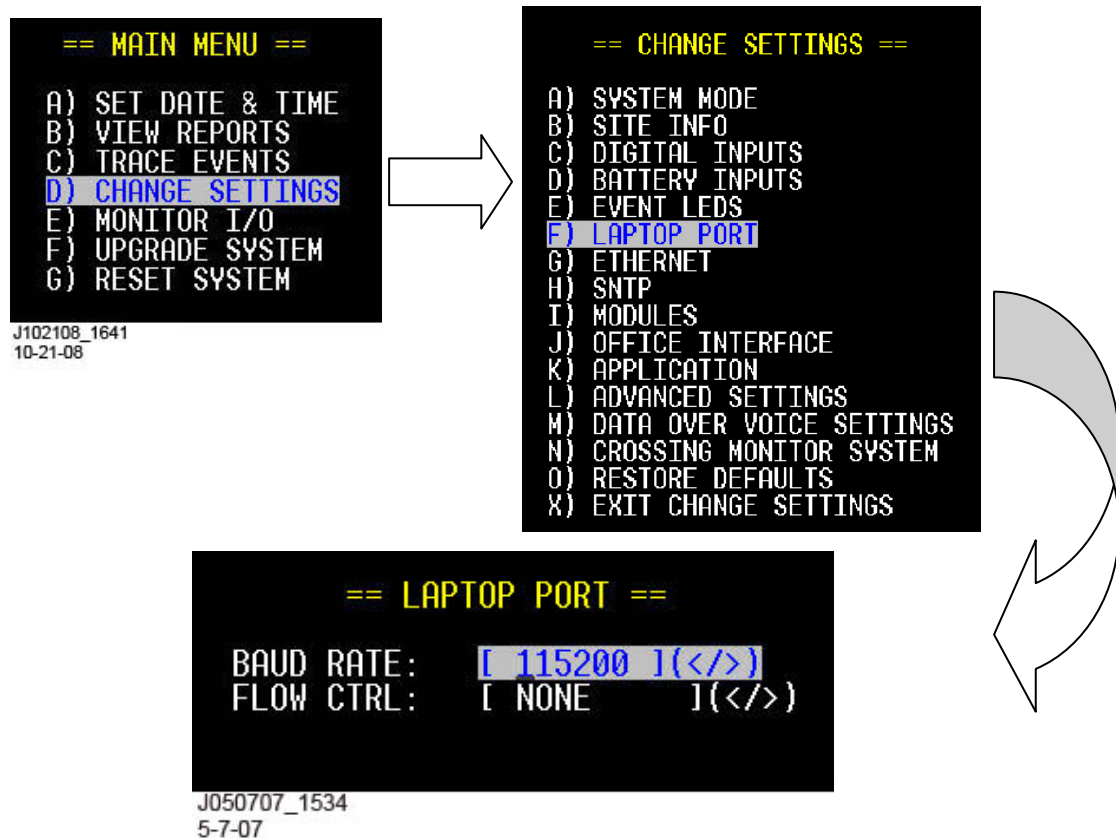 == MAIN MENU ==
A) SET DATE & TIME
B) VIEW REPORTS
C) TRACE EVENTS
D) CHANGE SETTINGS
E) MONITOR I/O
F) UPGRADE SYSTEM
G) RESET SYSTEM
J102108_1641
10-21-08
== CHANGE SETTINGS ==
A) SYSTEM MODE
B) SITE INFO
C) DIGITAL INPUTS
D) BATTERY INPUTS
E) EVENT LEDS
F) LAPTOP PORT
G) ETHERNET
H) SNTP
I) MODULES
J) OFFICE INTERFACE
K) APPLICATION
L) ADVANCED SETTINGS
M) DATA OVER VOICE SETTINGS
N) CROSSING MONITOR SYSTEM
O) RESTORE DEFAULTS
X) EXIT CHANGE SETTINGS
== LAPTOP PORT ==
BAUD RATE: [ 115200 ](</>)
FLOW CTRL: [ NONE ](</>)
J050707_1534
5-7-07